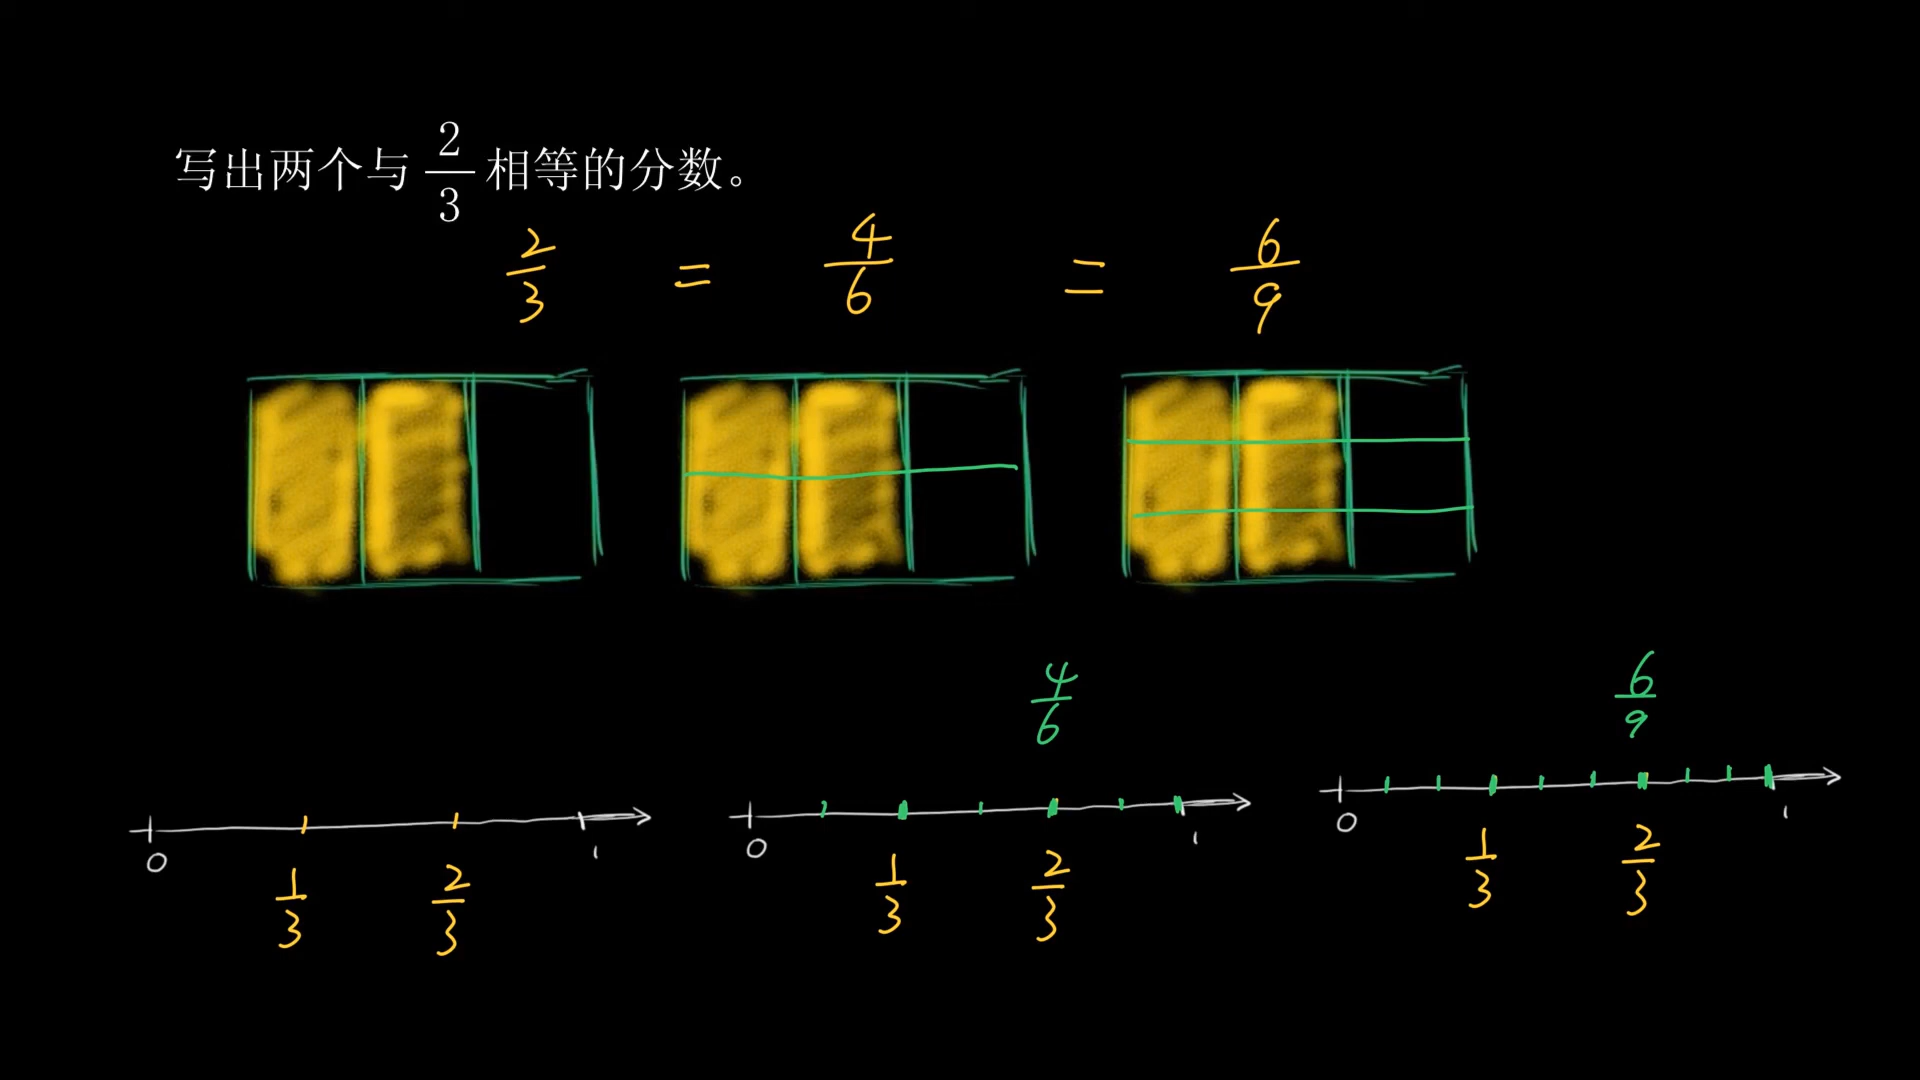 写出两个与 2/3 相等的分数。
2/3 = 4/6 = 6/9
4/6 6/9
0 1/3 2/3 1
0 1/3 2/3 1
0 1/3 2/3 1